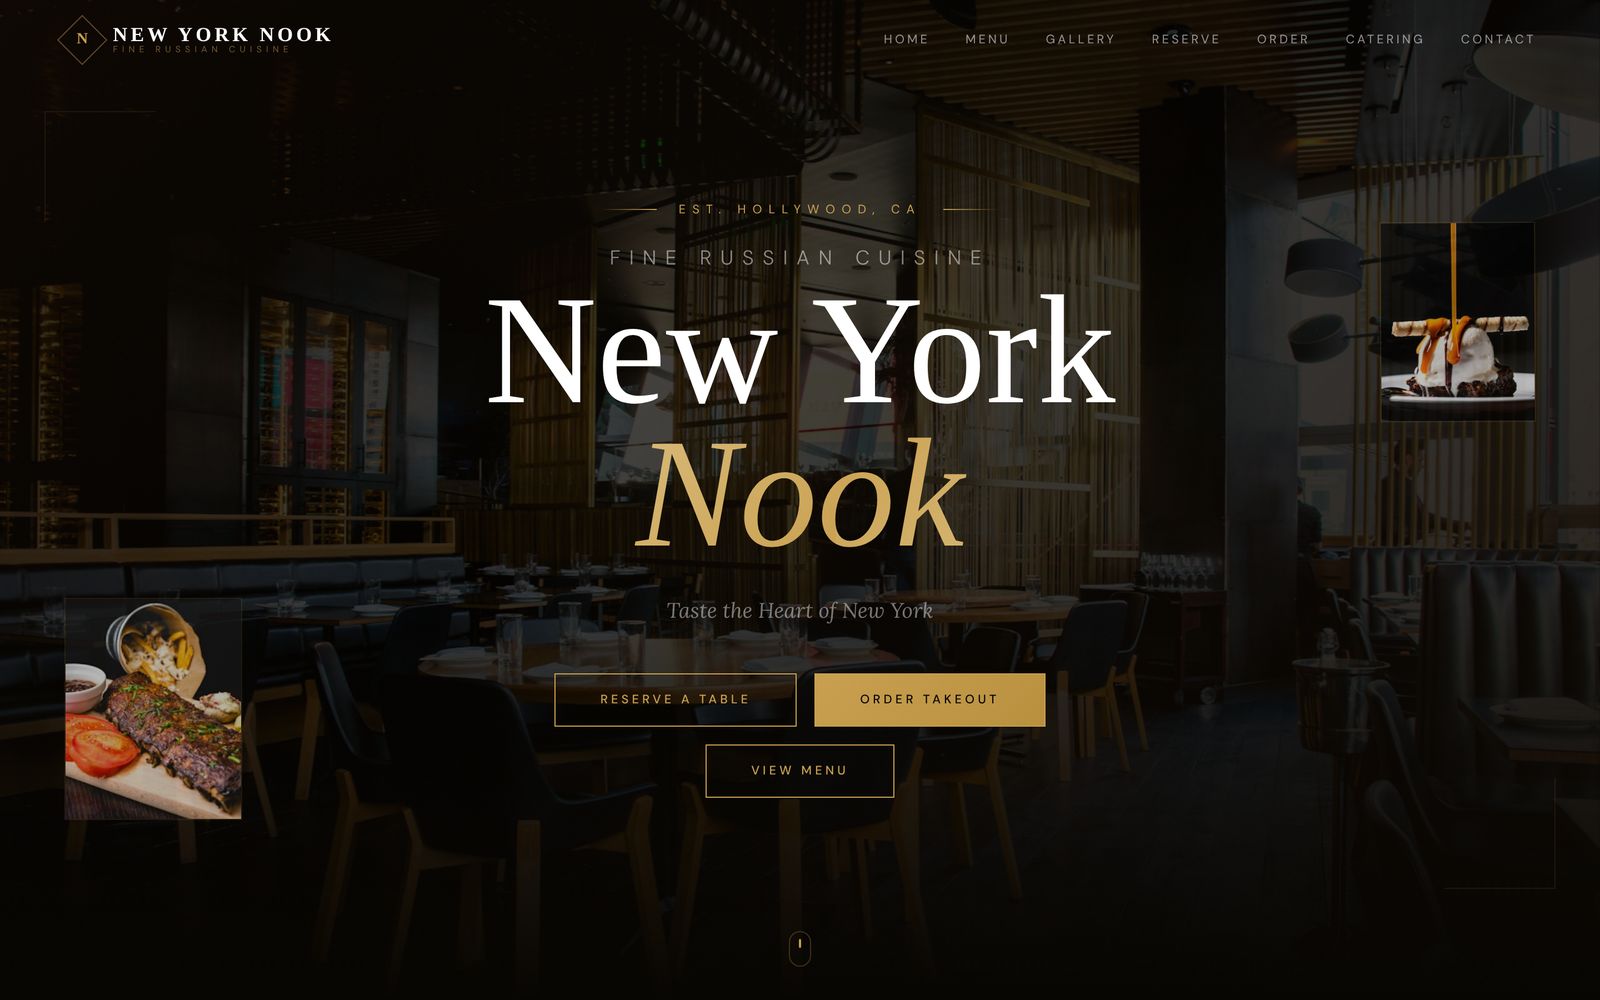 N
NEW YORK NOOK
FINE RUSSIAN CUISINE
HOME MENU GALLERY RESERVE ORDER CATERING CONTACT
EST. HOLLYWOOD, CA
FINE RUSSIAN CUISINE
New York
Nook
Taste the Heart of New York
RESERVE A TABLE ORDER TAKEOUT
VIEW MENU